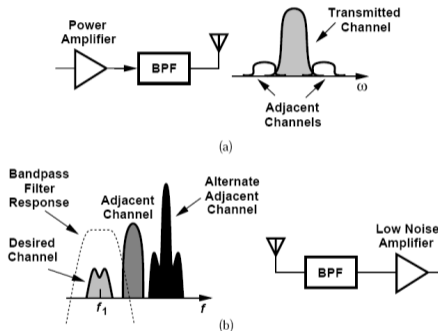 Power
Amplifier
BPF
Transmitted
Channel
Adjacent
Channels
ω
(a)
Bandpass
Filter
Response
Desired
Channel
Adjacent
Channel
Alternate
Adjacent
Channel
f1
f
(b)
BPF
Low Noise
Amplifier